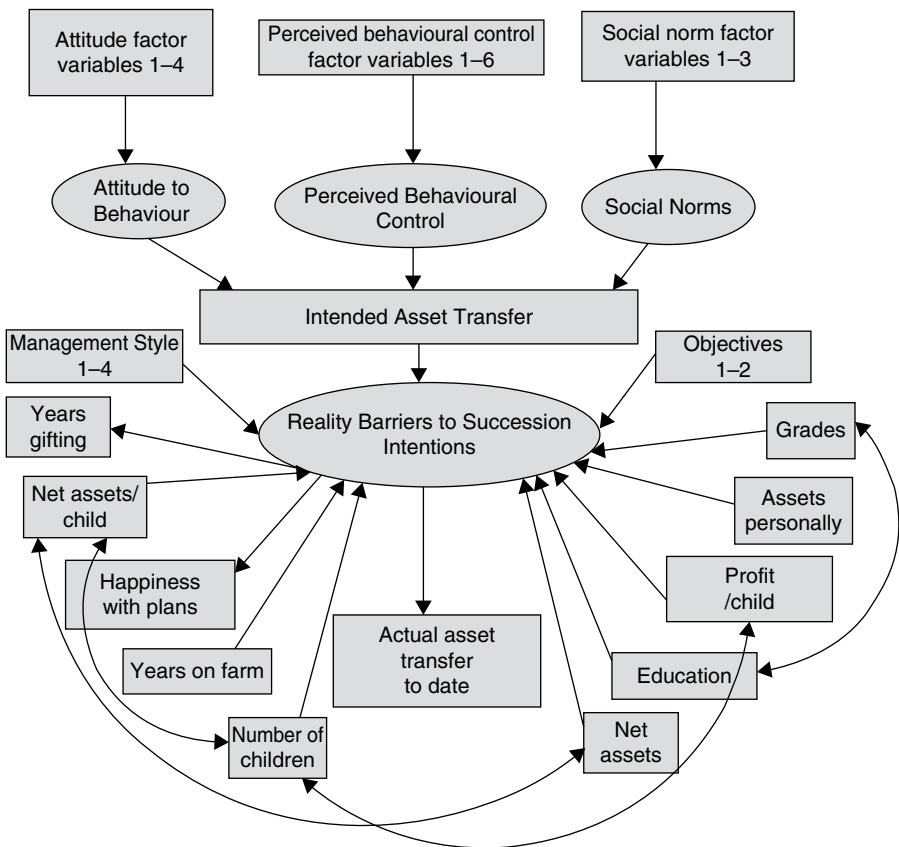 Attitude factor
variables 1–4
Perceived behavioural control
factor variables 1–6
Social norm factor
variables 1–3
Attitude to
Behaviour
Perceived Behavioural
Control
Social Norms
Intended Asset Transfer
Management Style
1–4
Objectives
1–2
Reality Barriers to Succession
Intentions
Years
gifting
Grades
Net assets/
child
Assets
personally
Happiness
with plans
Profit
/child
Years on farm
Actual asset
transfer
to date
Education
Number of
children
Net
assets